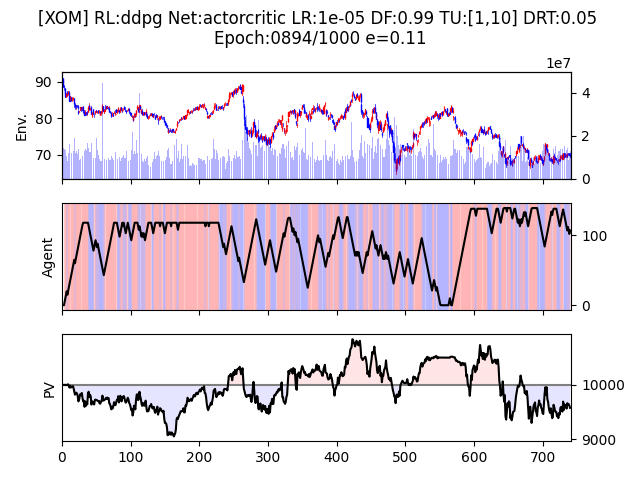 [XOM] RL:ddpg Net:actorcritic LR:1e-05 DF:0.99 TU:[1,10] DRT:0.05
Epoch:0894/1000 e=0.11
1e7
90
80
70
Env.
4
2
0
Agent
100
0
PV
10000
9000
0 100 200 300 400 500 600 700